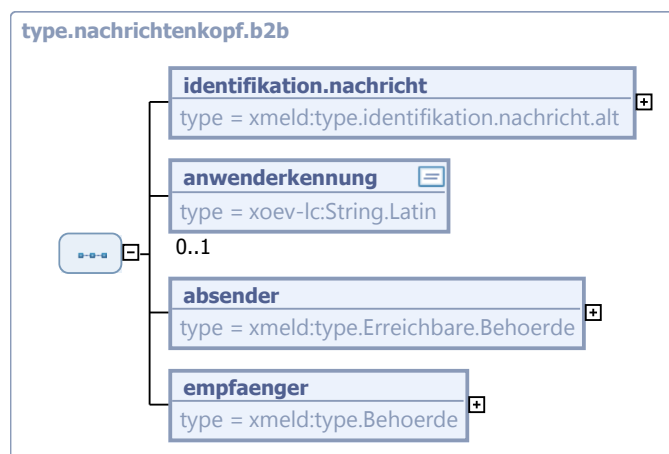 type.nachrichtenkopf.b2b
identifikation.nachricht
type = xmeld:type.identifikation.nachricht.alt
anwenderkennung
type = xoev-lc:String.Latin
0..1
absender
type = xmeld:type.Erreichbare.Behoerde
empfaenger
type = xmeld:type.Behoerde